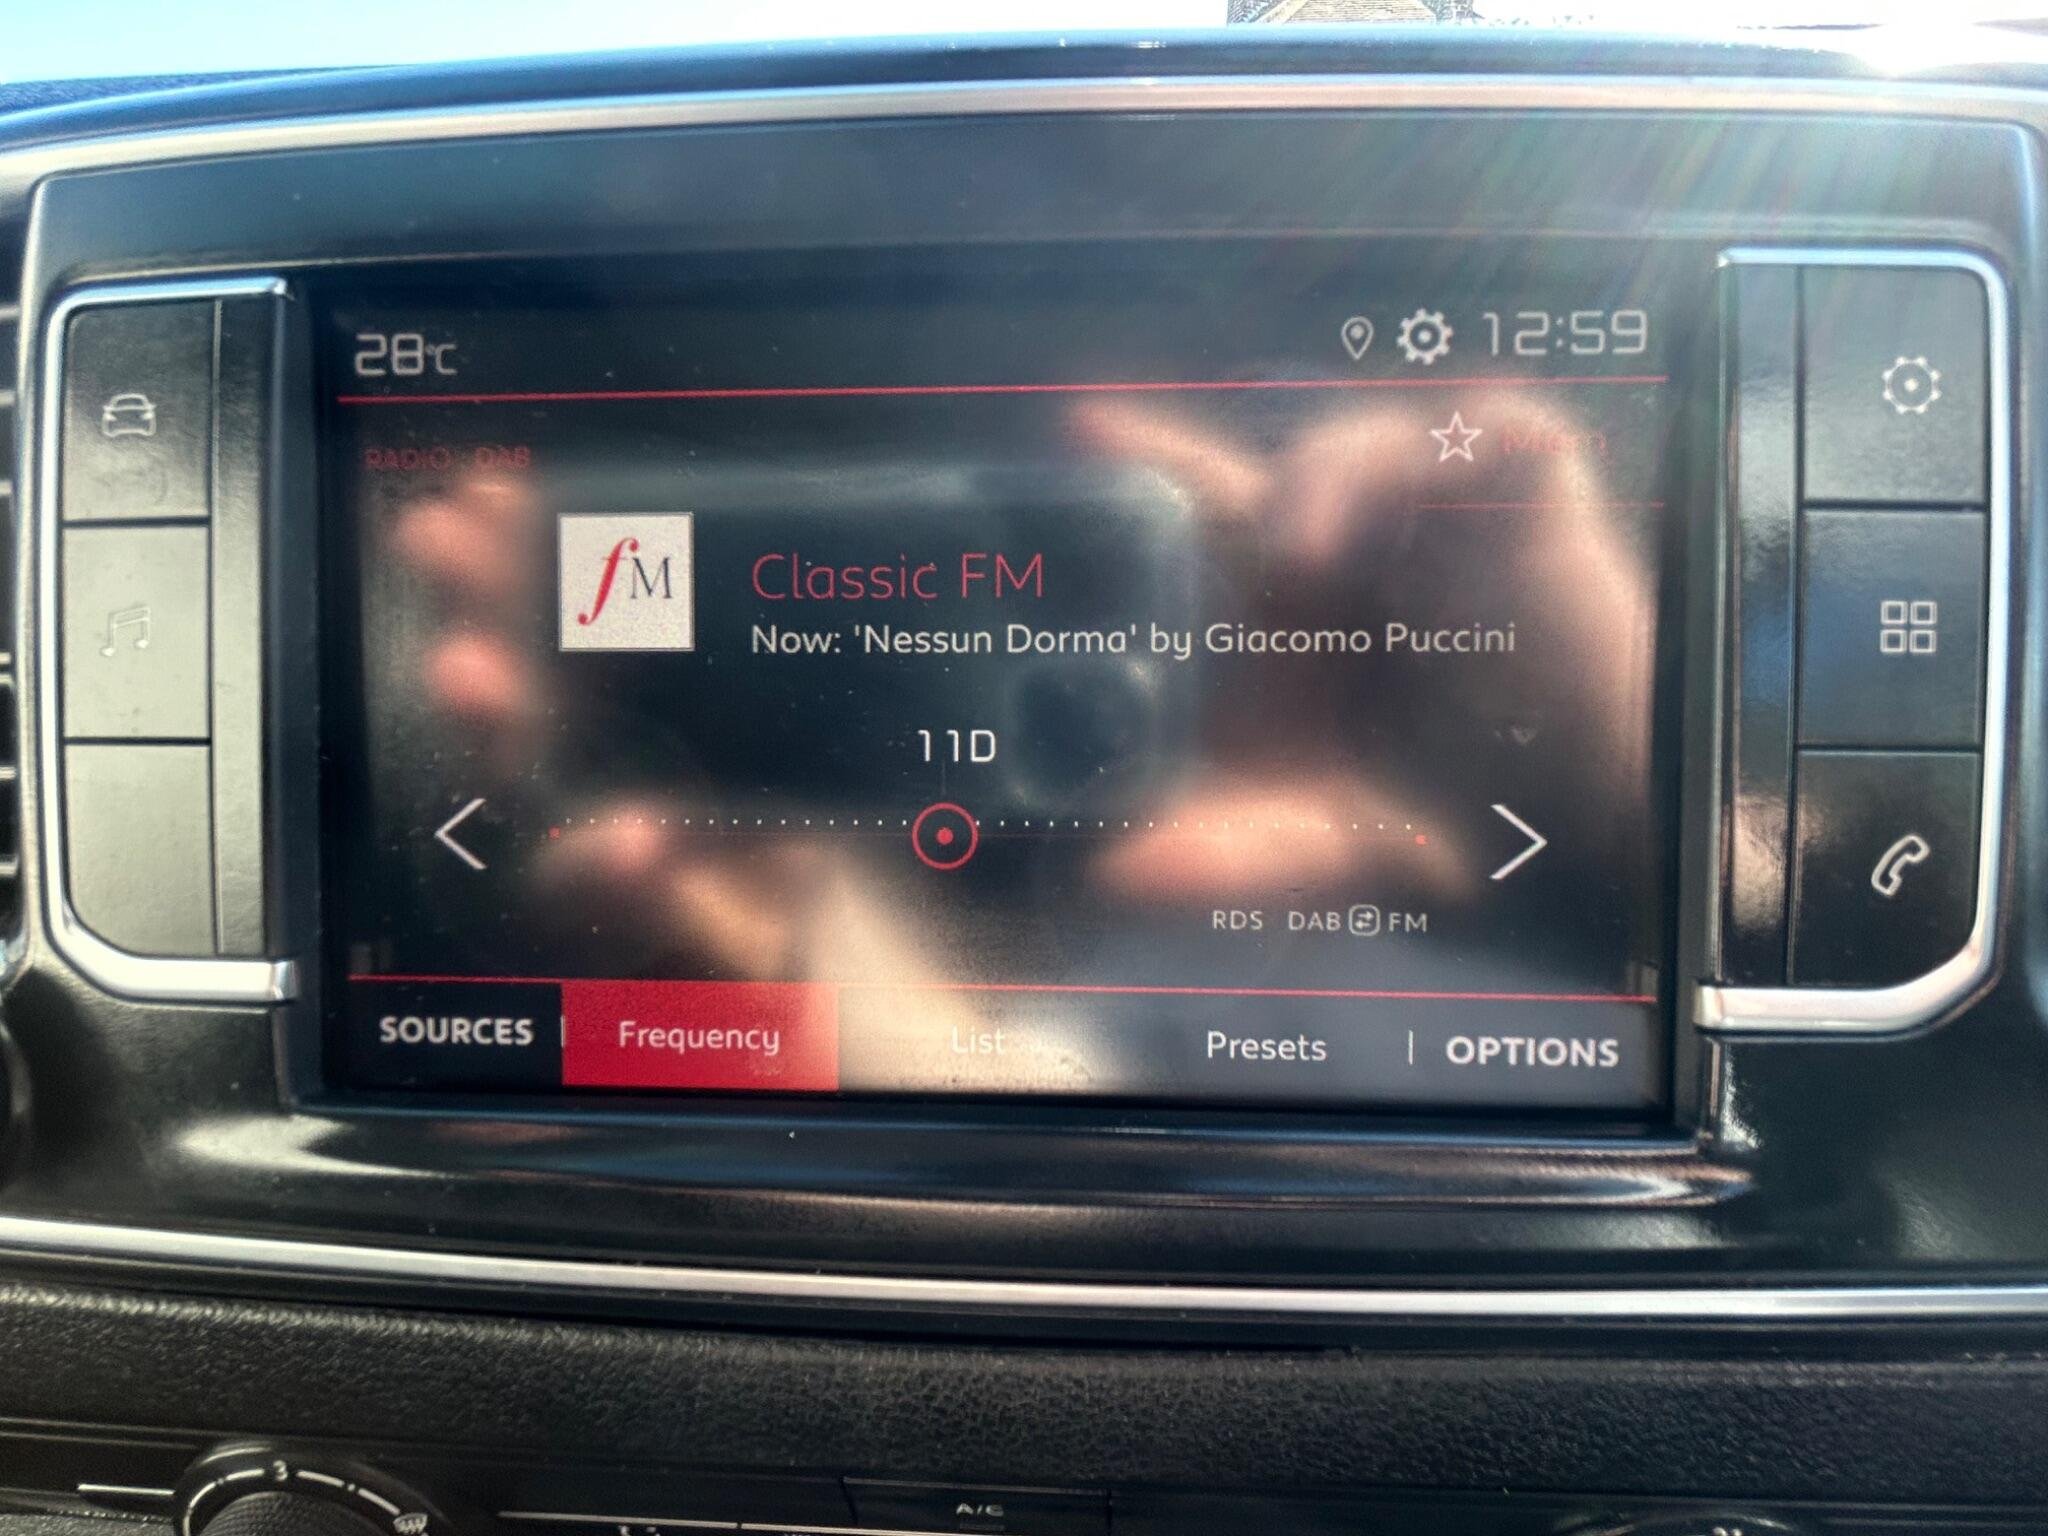 28°C
12:59
RADIO DAB
fM
Classic FM
Now: 'Nessun Dorma' by Giacomo Puccini
11D
RDS DAB FM
SOURCES | Frequency List Presets | OPTIONS
3
A/C